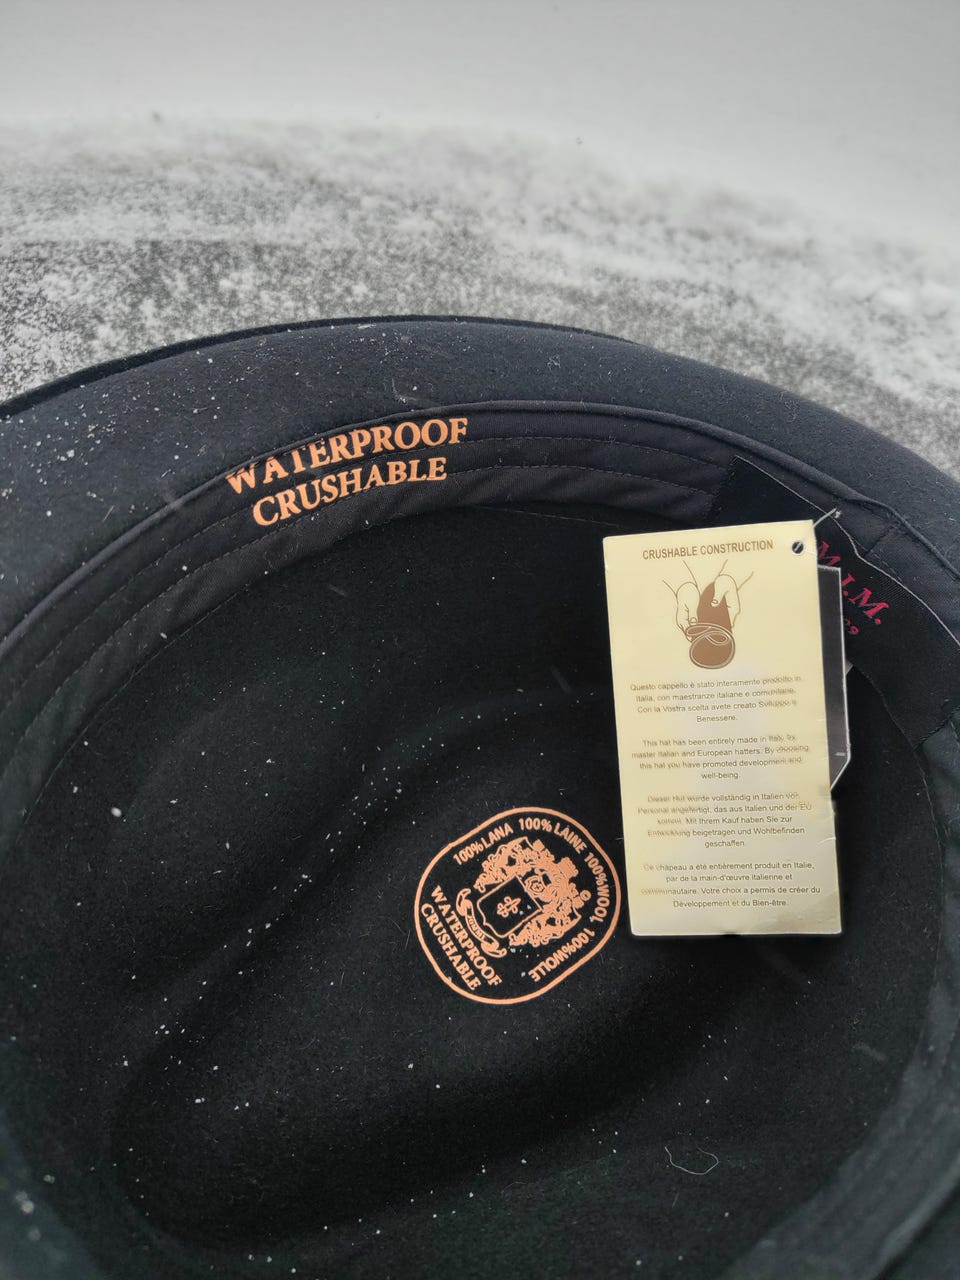 WATERPROOF
CRUSHABLE
CRUSHABLE CONSTRUCTION
M.I.M.
Questo cappello è stato interamente prodotto in
Italia, con maestranze italiane e comunitarie.
Con la Vostra scelta avete creato Sviluppo e
Benessere.
This hat has been entirely made in Italy, by
master Italian and European hatters. By choosing
this hat you have promoted development and
well-being.
Dieser Hut wurde vollständig in Italien von
Personal angefertigt, das aus Italien und der EU
kommt. Mit Ihrem Kauf haben Sie zur
Entwicklung beigetragen und Wohlbefinden
geschaffen.
Ce chapeau a été entièrement produit en Italie,
par de la main-d'œuvre italienne et
communautaire. Votre choix a permis de créer du
Développement et du Bien-être.
100% LANA 100% LAINE 100% WOOL 100% WOLLE
WATERPROOF
CRUSHABLE